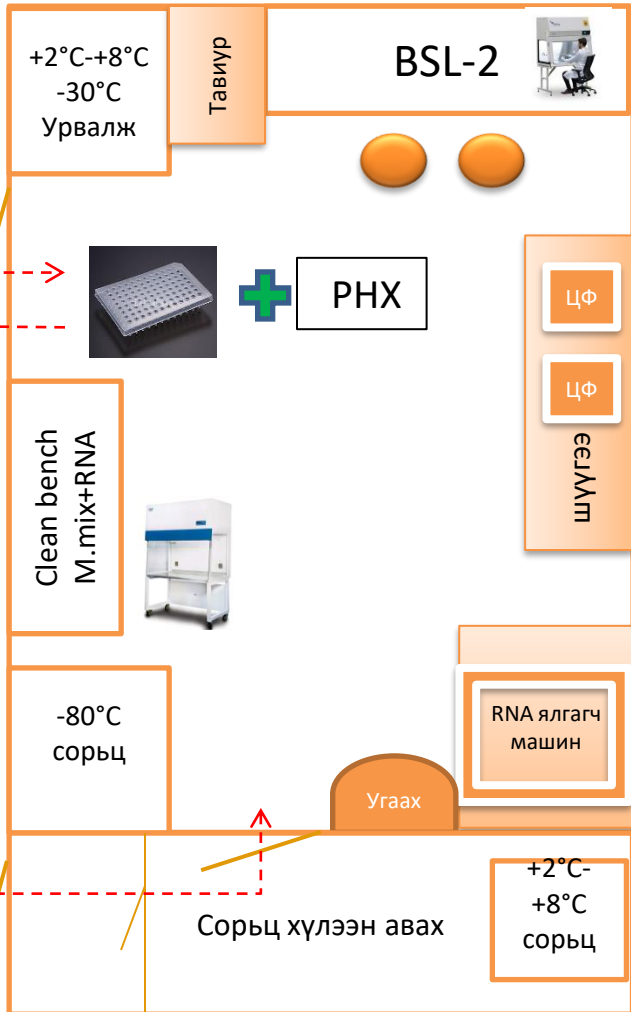 +2°C-+8°C
-30°C
Урвалж
Тавиур
BSL-2
РНХ
ЦФ
ЦФ
шүүгээ
Clean bench
M.mix+RNA
-80°C
сорьц
RNA ялгагч
машин
Угаах
Сорьц хүлээн авах
+2°C-
+8°C
сорьц